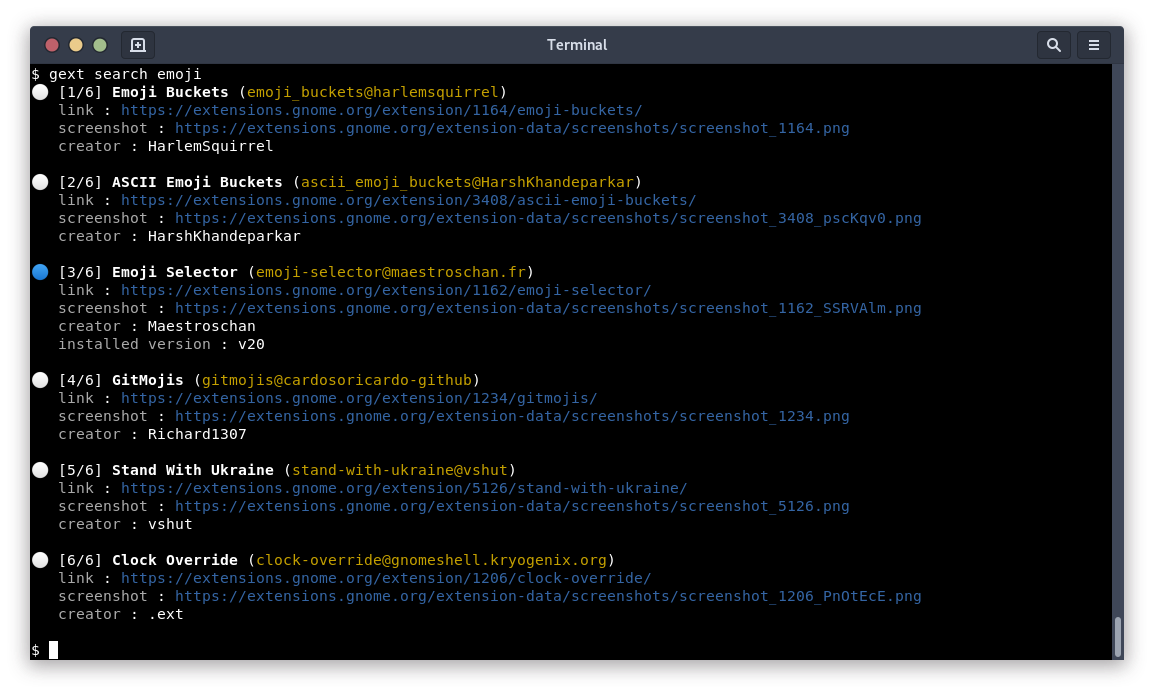 Terminal
$ gext search emoji
[1/6] Emoji Buckets (emoji_buckets@harlemsquirrel)
link : https://extensions.gnome.org/extension/1164/emoji-buckets/
screenshot : https://extensions.gnome.org/extension-data/screenshots/screenshot_1164.png
creator : HarlemSquirrel
[2/6] ASCII Emoji Buckets (ascii_emoji_buckets@HarshKhandeparkar)
link : https://extensions.gnome.org/extension/3408/ascii-emoji-buckets/
screenshot : https://extensions.gnome.org/extension-data/screenshots/screenshot_3408_pscKqv0.png
creator : HarshKhandeparkar
[3/6] Emoji Selector (emoji-selector@maestroschan.fr)
link : https://extensions.gnome.org/extension/1162/emoji-selector/
screenshot : https://extensions.gnome.org/extension-data/screenshots/screenshot_1162_SSRVAlm.png
creator : Maestroschan
installed version : v20
[4/6] GitMojis (gitmojis@cardosoricardo-github)
link : https://extensions.gnome.org/extension/1234/gitmojis/
screenshot : https://extensions.gnome.org/extension-data/screenshots/screenshot_1234.png
creator : Richard1307
[5/6] Stand With Ukraine (stand-with-ukraine@vshut)
link : https://extensions.gnome.org/extension/5126/stand-with-ukraine/
screenshot : https://extensions.gnome.org/extension-data/screenshots/screenshot_5126.png
creator : vshut
[6/6] Clock Override (clock-override@gnomeshell.kryogenix.org)
link : https://extensions.gnome.org/extension/1206/clock-override/
screenshot : https://extensions.gnome.org/extension-data/screenshots/screenshot_1206_PnOtEcE.png
creator : .ext
$